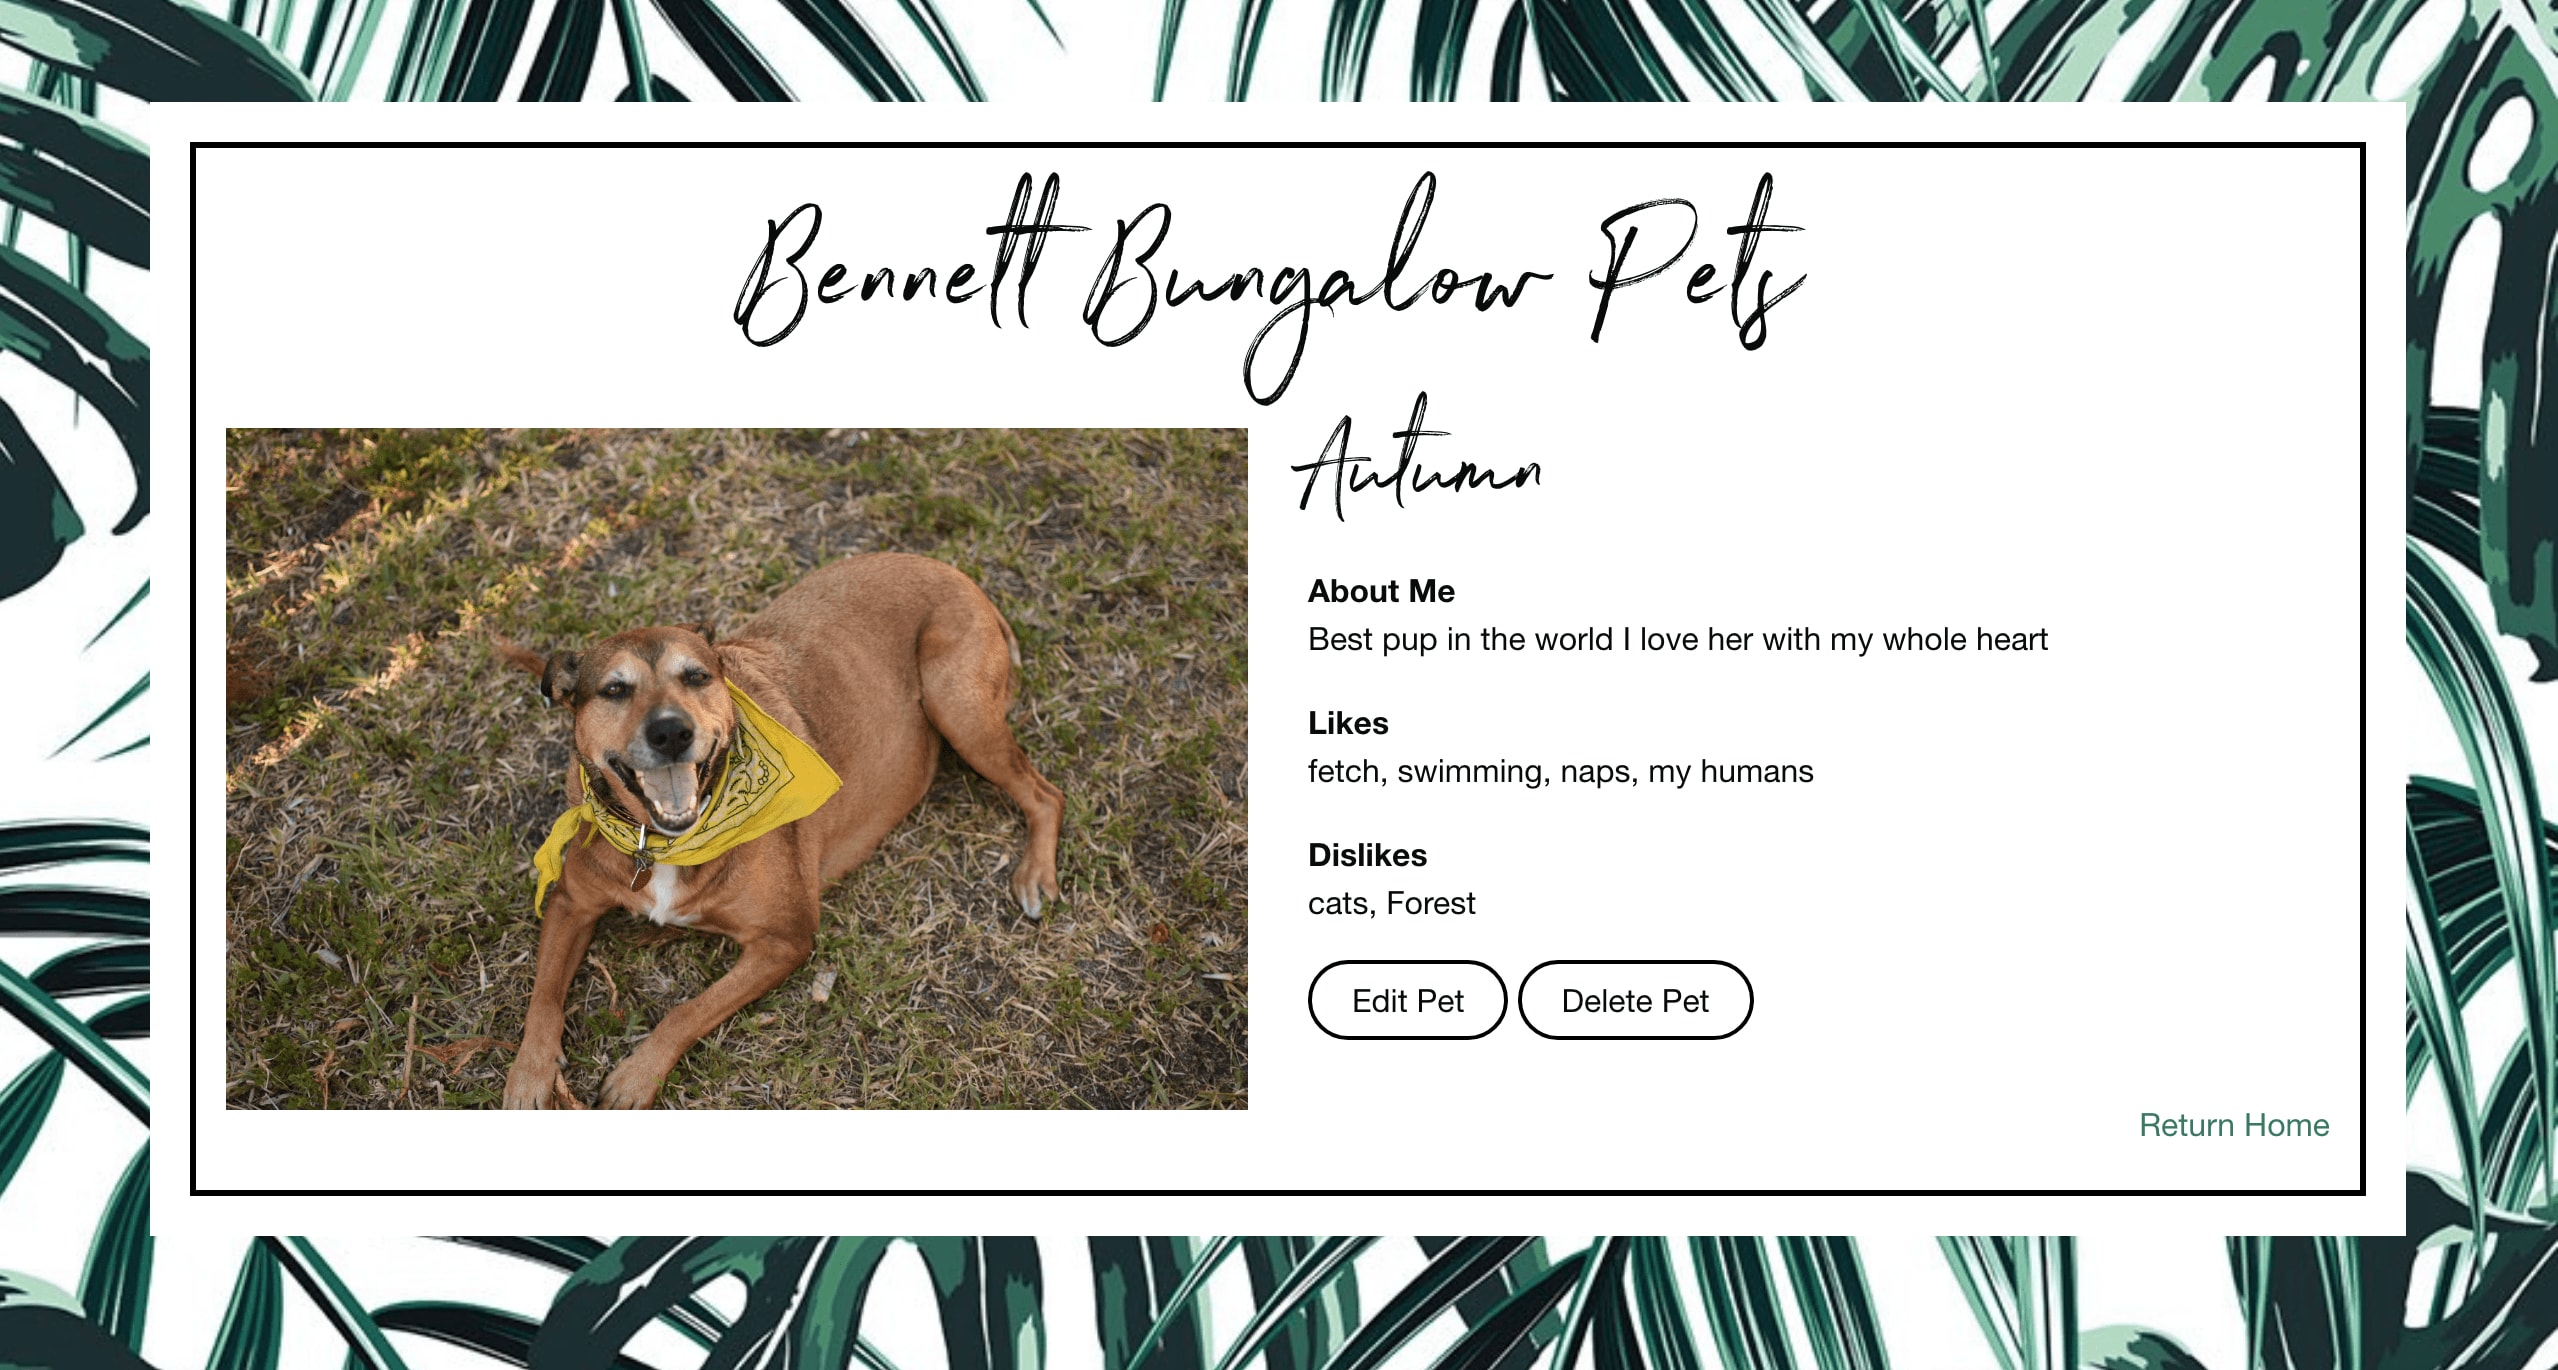 Bennett Bungalow Pets
Autumn
About Me
Best pup in the world I love her with my whole heart
Likes
fetch, swimming, naps, my humans
Dislikes
cats, Forest
Edit Pet
Delete Pet
Return Home